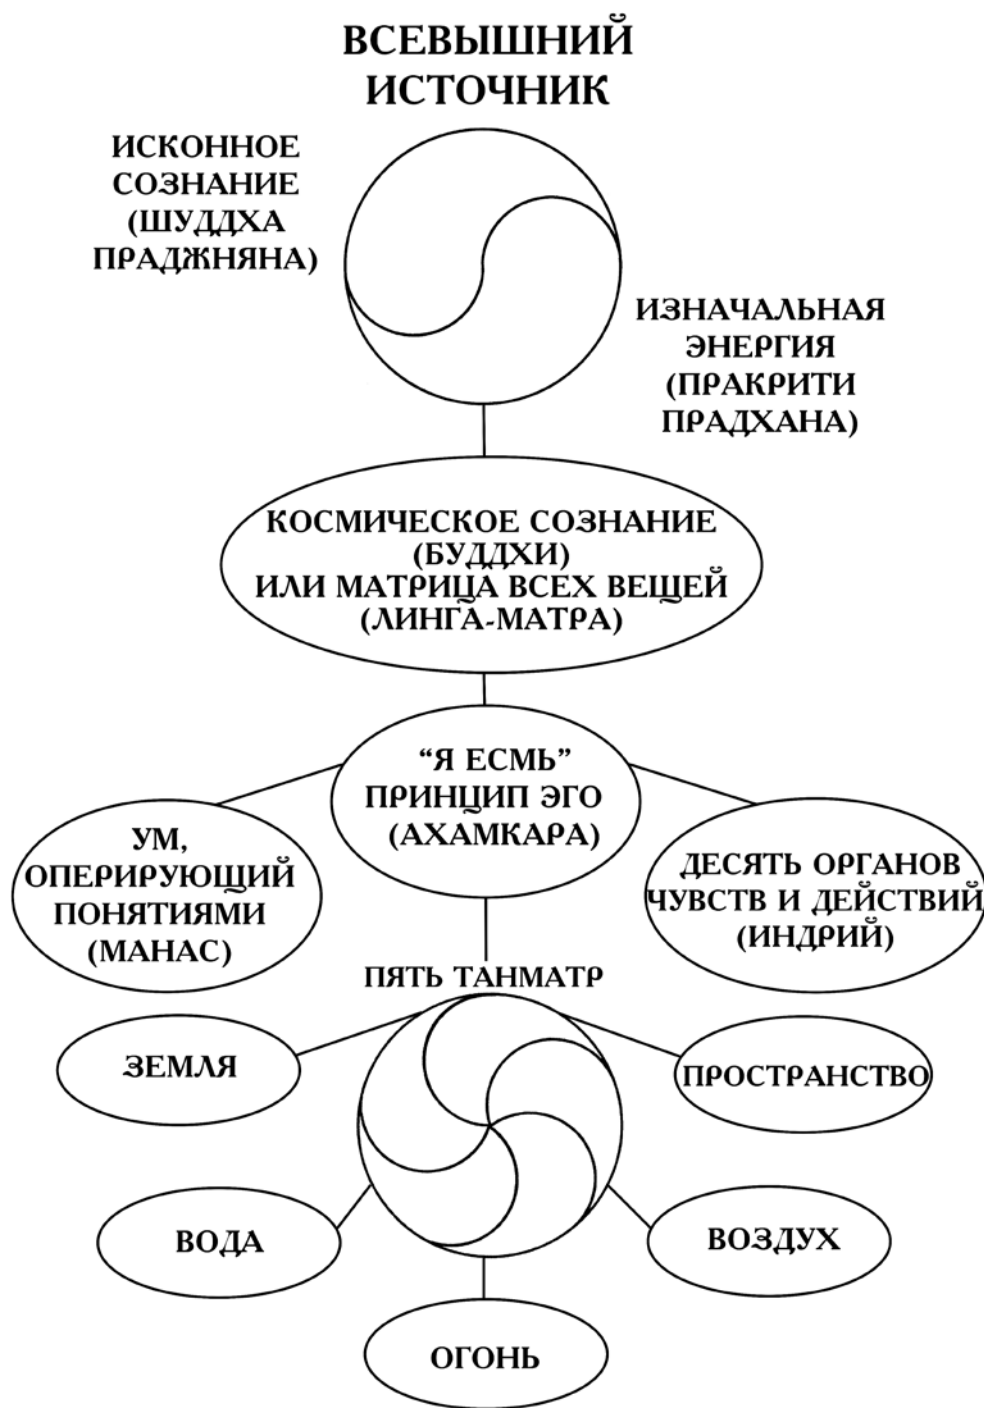 ВСЕВЫШНИЙ
ИСТОЧНИК
ИСКОННОЕ
СОЗНАНИЕ
(ШУДДХА
ПРАДЖНЯНА)
ИЗНАЧАЛЬНАЯ
ЭНЕРГИЯ
(ПРАКРИТИ
ПРАДХАНА)
КОСМИЧЕСКОЕ СОЗНАНИЕ
(БУДДХИ)
ИЛИ МАТРИЦА ВСЕХ ВЕЩЕЙ
(ЛИНГА-МАТРА)
“Я ЕСМЬ”
ПРИНЦИП ЭГО
(АХАМКАРА)
УМ,
ОПЕРИРУЮЩИЙ
ПОНЯТИЯМИ
(МАНАС)
ДЕСЯТЬ ОРГАНОВ
ЧУВСТВ И ДЕЙСТВИЙ
(ИНДРИЙ)
ПЯТЬ ТАНМАТР
ЗЕМЛЯ
ПРОСТРАНСТВО
ВОДА
ВОЗДУХ
ОГОНЬ